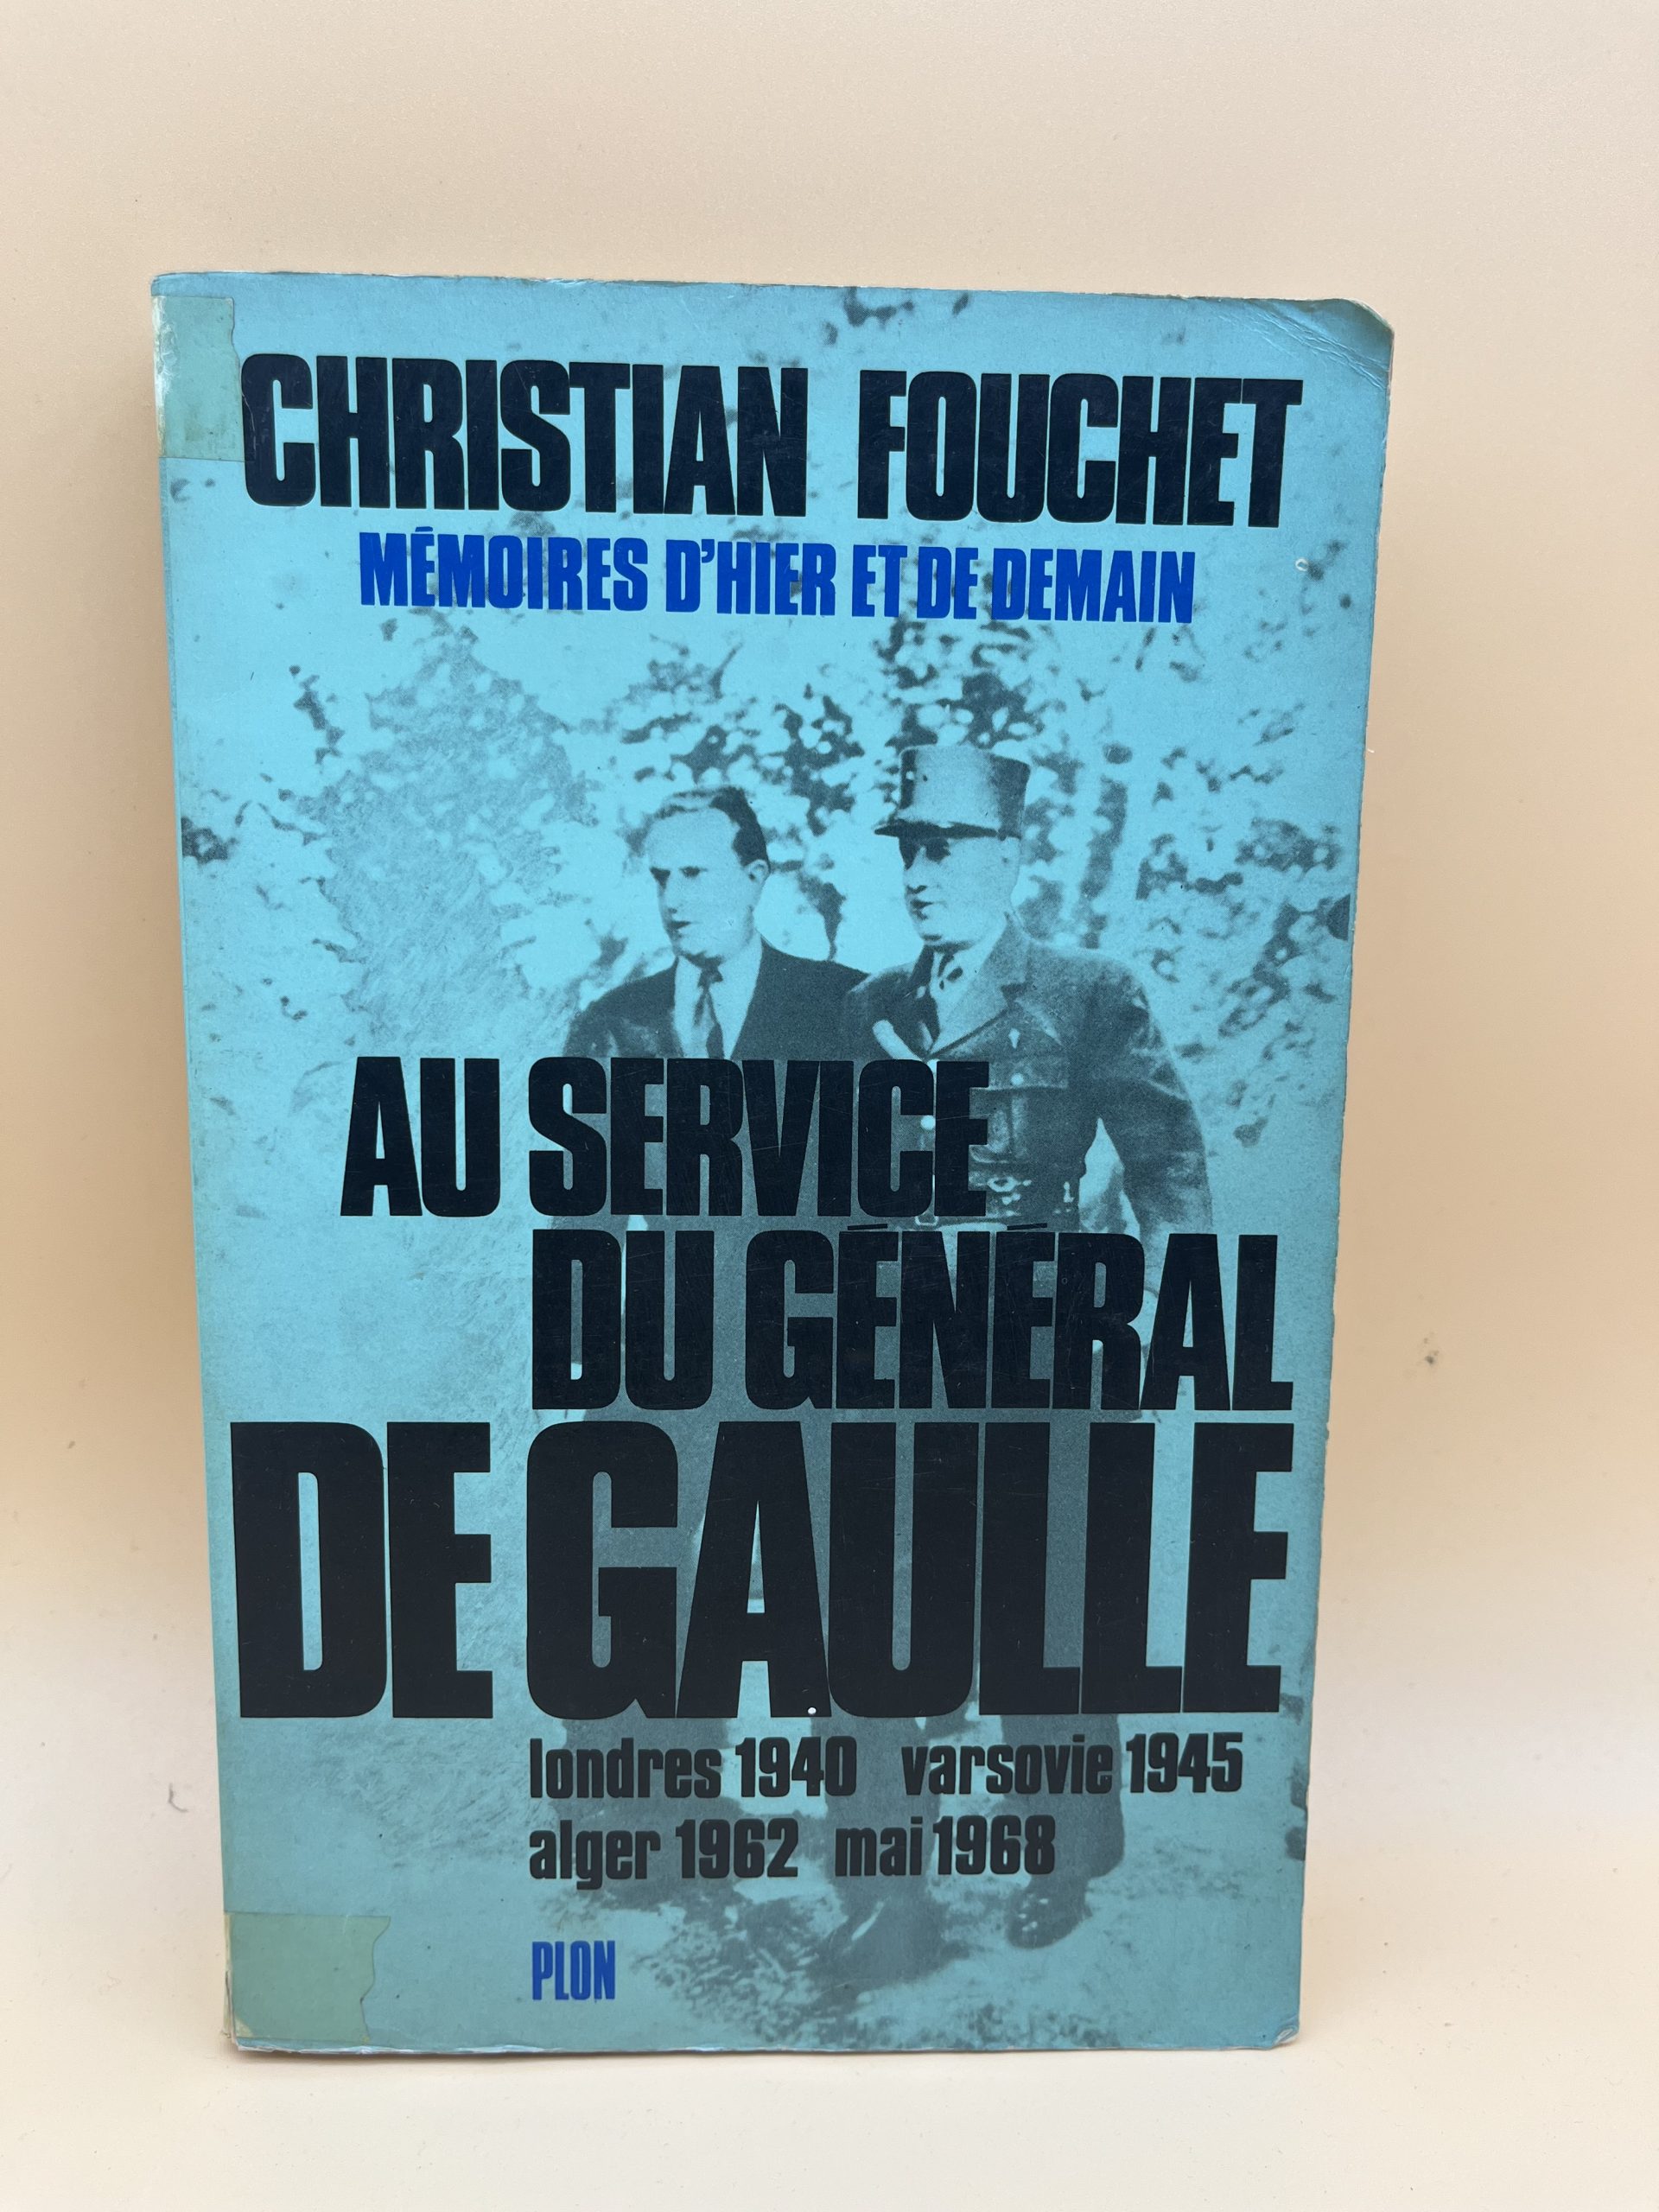 CHRISTIAN FOUCHET
MÉMOIRES D'HIER ET DE DEMAIN
AU SERVICE
DU GÉNÉRAL
DE GAULLE
londres 1940 varsovie 1945
alger 1962 mai 1968
PLON